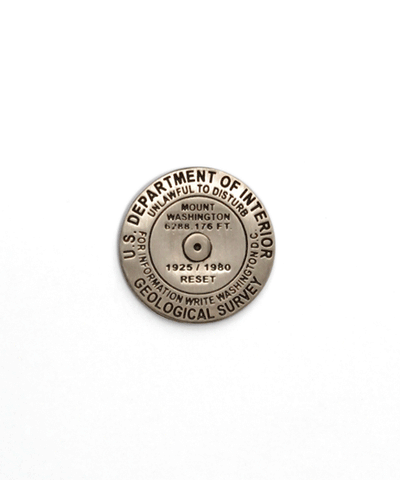 U.S. DEPARTMENT OF INTERIOR
UNLAWFUL TO DISTURB
MOUNT
WASHINGTON
6288.176 FT.
1925 / 1980
RESET
FOR INFORMATION WRITE WASHINGTON D.C.
GEOLOGICAL SURVEY